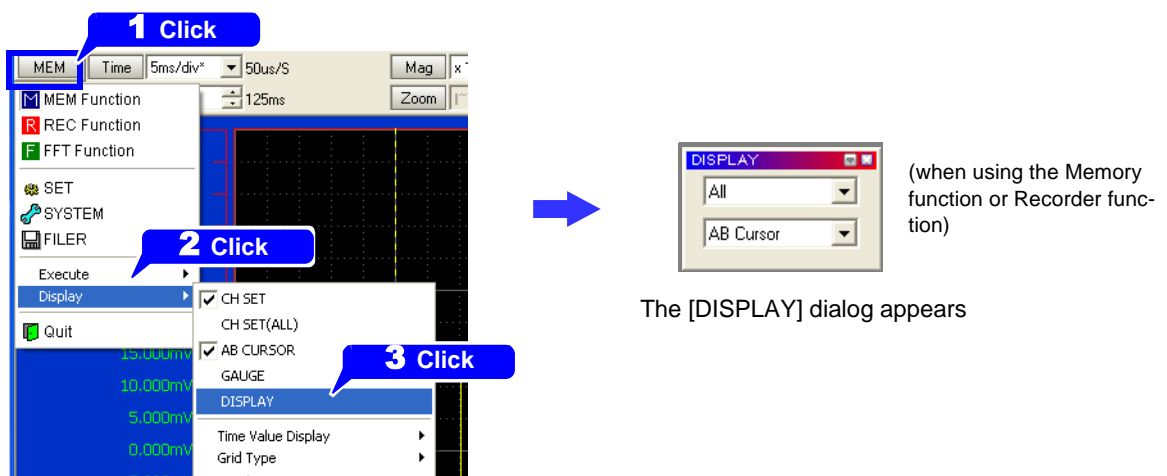 1 Click
MEM Time 5ms/div* 50us/S Mag x
125ms Zoom
M MEM Function
R REC Function
F FFT Function
SET
SYSTEM
FILER
2 Click
Execute
Display
Quit
CH SET
CH SET(ALL)
AB CURSOR
GAUGE
DISPLAY
3 Click
Time Value Display
Grid Type
15.000mV
10.000mV
5.000mV
0.000mV
DISPLAY
All
AB Cursor
(when using the Memory
function or Recorder func-
tion)
The [DISPLAY] dialog appears